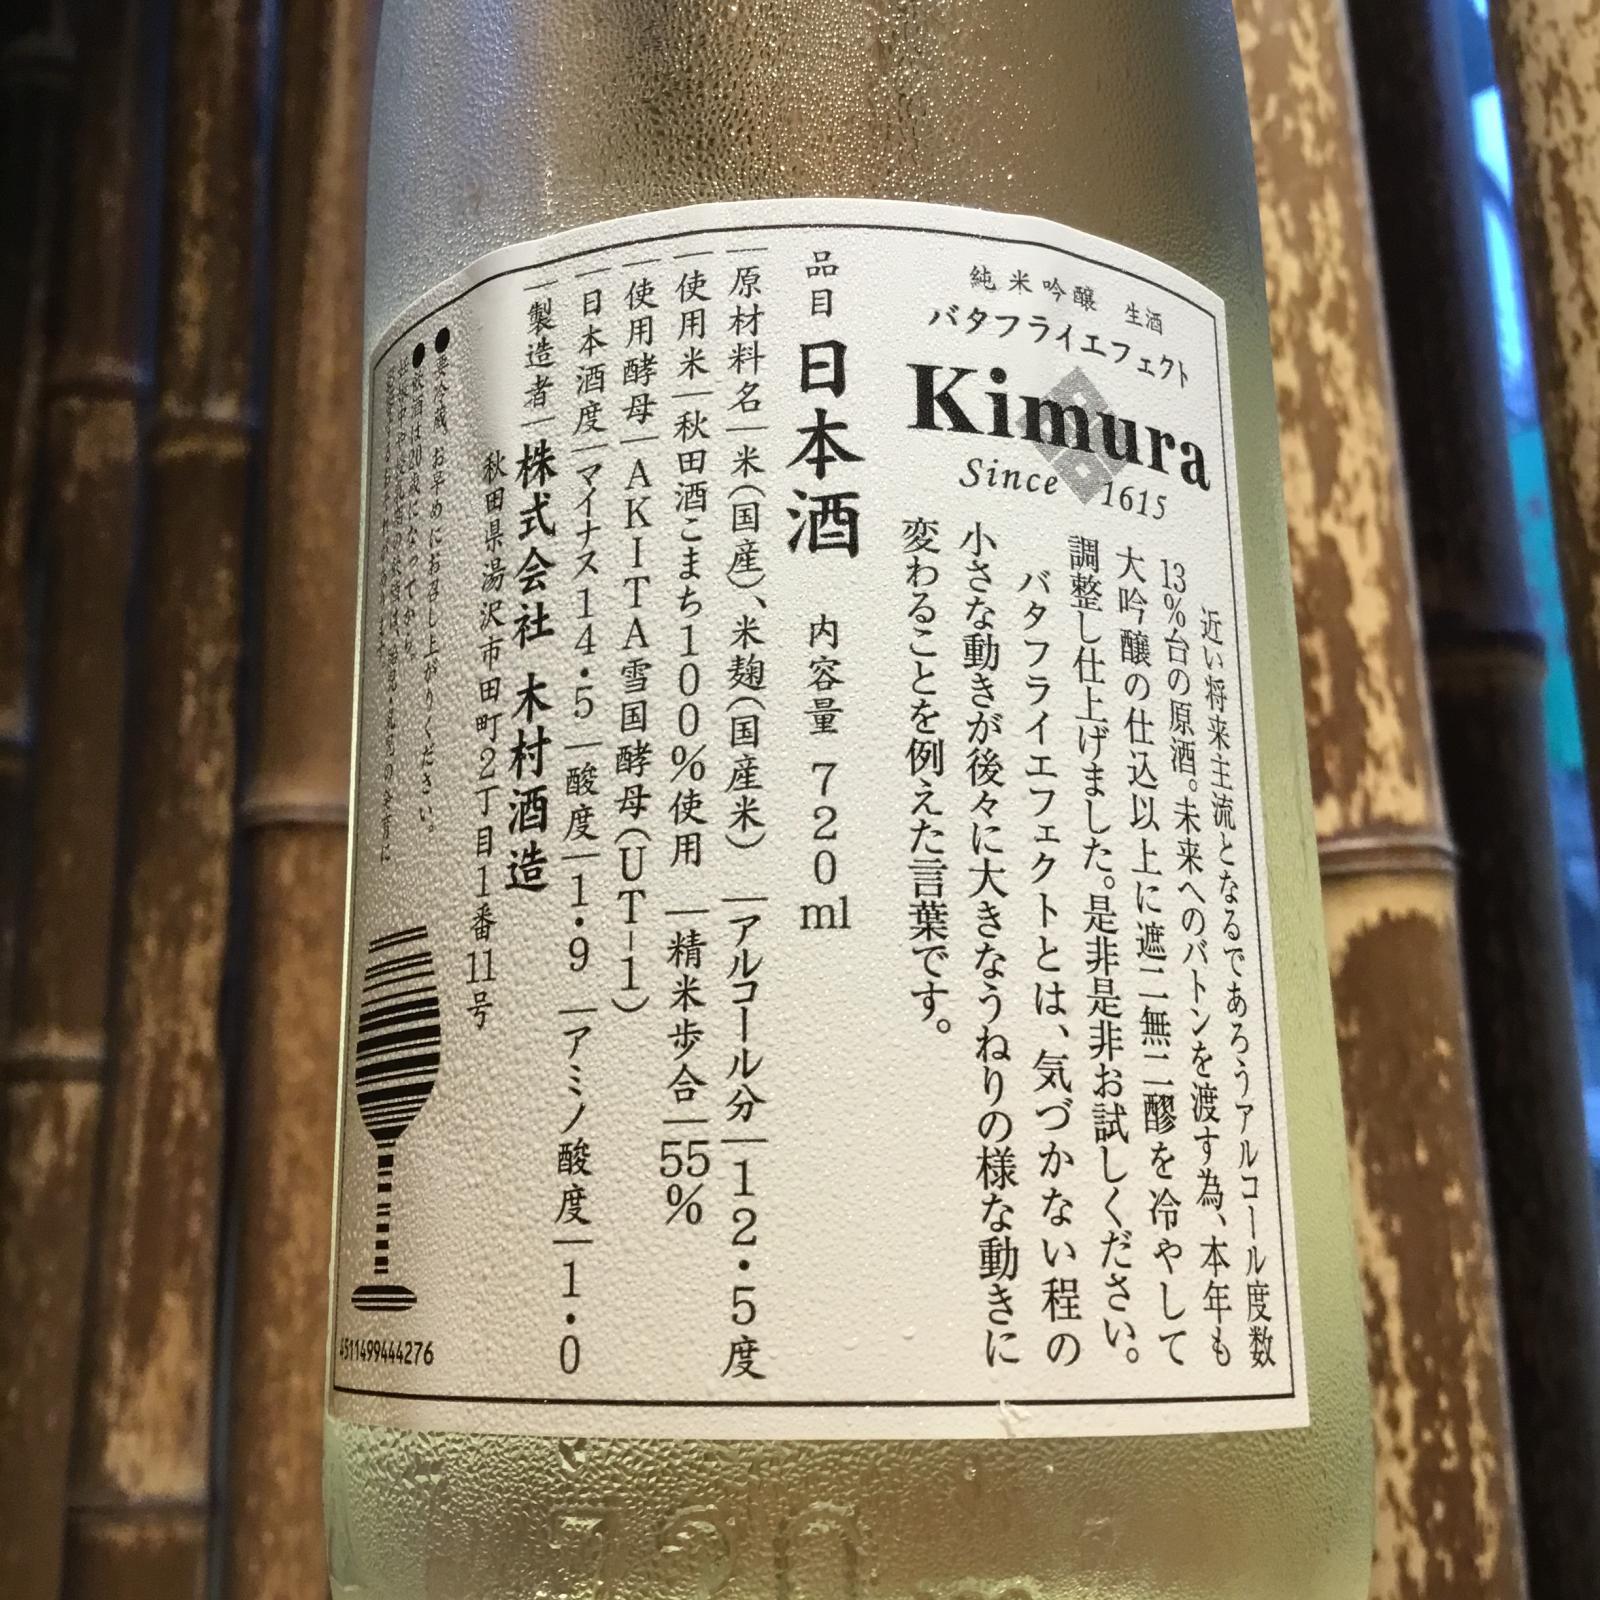 純米吟醸 生酒
バタフライエフェクト
Kimura
Since 1615
近い将来主流となるであろうアルコール度数
13%台の原酒。未来へのバトンを渡す為、本年も
大吟醸の仕込以上に遮二無二醪を冷やして
調整し仕上げました。是非是非お試しください。
バタフライエフェクトとは、気づかない程の
小さな動きが後々に大きなうねりの様な動きに
変わることを例えた言葉です。
品目 日本酒 内容量 720ml
原材料名|米(国産)、米麹(国産米) |アルコール分|12・5度
使用米|秋田酒こまち100%使用 |精米歩合|55%
使用酵母|AKITA雪国酵母(UT-1)
日本酒度|マイナス14・5|酸度|1・9 |アミノ酸度|1・0
製造者|株式会社 木村酒造
秋田県湯沢市田町2丁目1番11号
●要冷蔵 お早めにお召し上がりください。
●飲酒は20歳になってから。
4511499444276
720